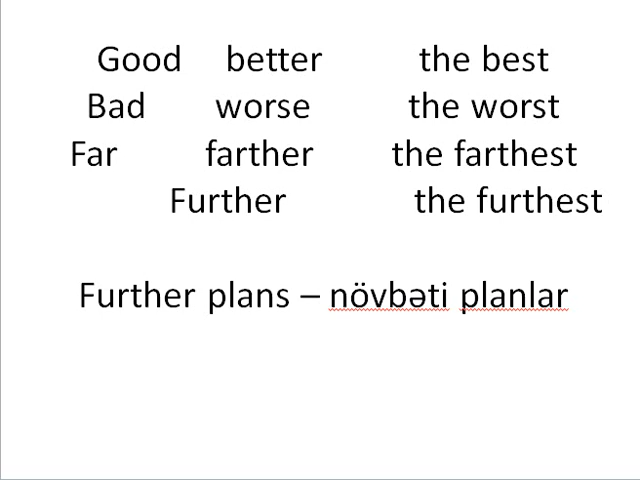 Good better the best
Bad worse the worst
Far farther the farthest
Further the furthest
Further plans – növbəti planlar